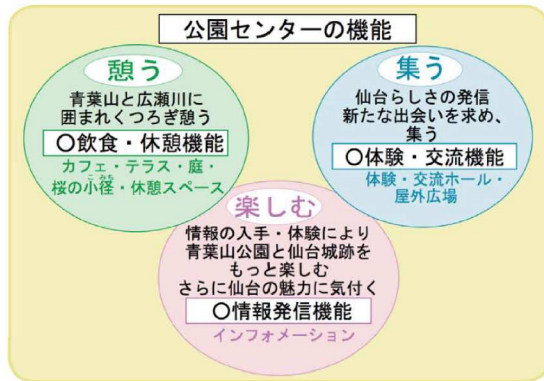 公園センターの機能
憩う
青葉山と広瀬川に
囲まれくつろぎ憩う
〇飲食・休憩機能
カフェ・テラス・庭・
桜の小径・休憩スペース
こみち
集う
仙台らしさの発信
新たな出会いを求め、
集う
〇体験・交流機能
体験・交流ホール・
屋外広場
楽しむ
情報の入手・体験により
青葉山公園と仙台城跡を
もっと楽しむ
さらに仙台の魅力に気付く
〇情報発信機能
インフォメーション